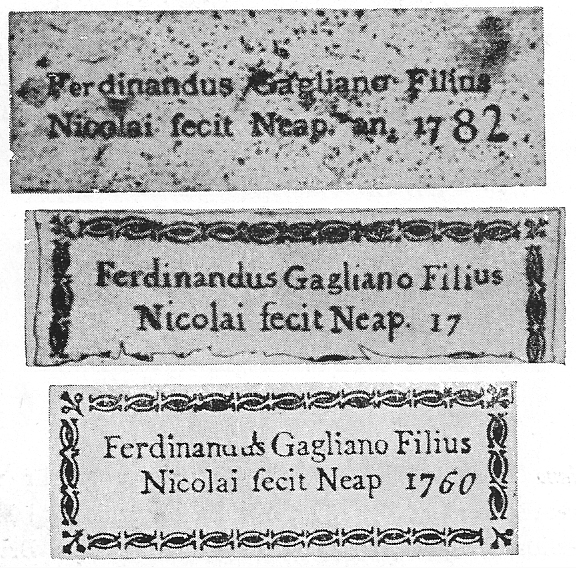 Ferdinandus Gagliano Filius
Nicolai fecit Neap. an. 1782
Ferdinandus Gagliano Filius
Nicolai fecit Neap. 17
Ferdinandus Gagliano Filius
Nicolai fecit Neap 1760